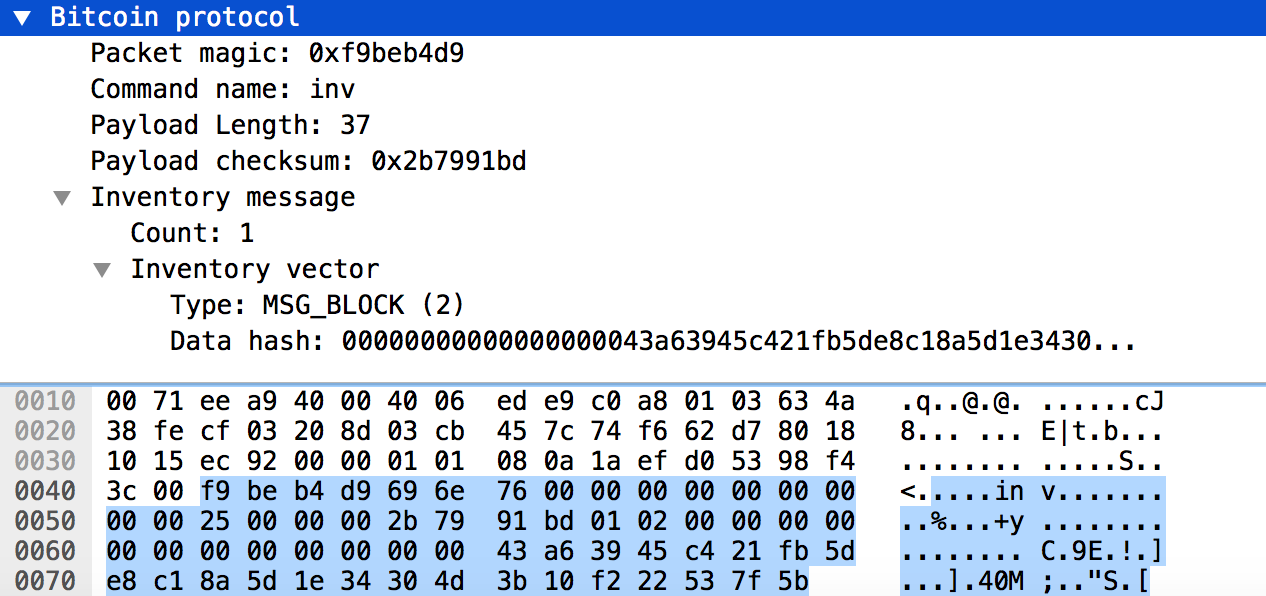 Bitcoin protocol
Packet magic: 0xf9beb4d9
Command name: inv
Payload Length: 37
Payload checksum: 0x2b7991bd
Inventory message
Count: 1
Inventory vector
Type: MSG_BLOCK (2)
Data hash: 00000000000000000043a63945c421fb5de8c18a5d1e3430...
0010 00 71 ee a9 40 00 40 06 ed e9 c0 a8 01 03 63 4a .q..@.@. ......cJ
0020 38 fe cf 03 20 8d 03 cb 45 7c 74 f6 62 d7 80 18 8... ... E|t.b...
0030 10 15 ec 92 00 00 01 01 08 0a 1a ef d0 53 98 f4 ........ .....S..
0040 3c 00 f9 be b4 d9 69 6e 76 00 00 00 00 00 00 00 <.....in v.......
0050 00 00 25 00 00 00 2b 79 91 bd 01 02 00 00 00 00 ..%...+y ........
0060 00 00 00 00 00 00 00 00 43 a6 39 45 c4 21 fb 5d ........ C.9E.!.]
0070 e8 c1 8a 5d 1e 34 30 4d 3b 10 f2 22 53 7f 5b ...].40M ;.."S.[